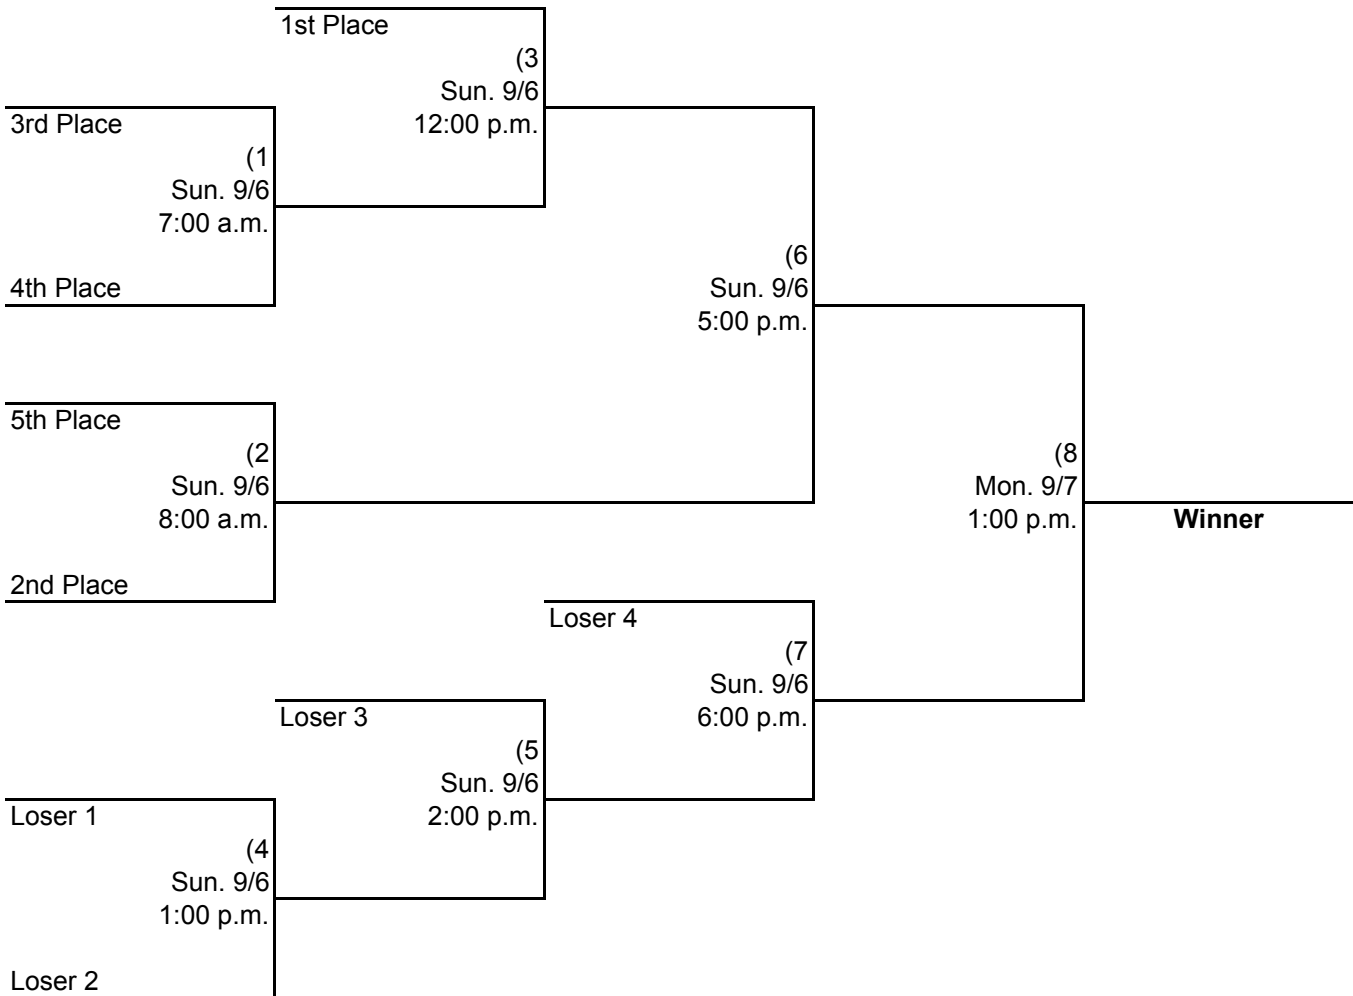 1st Place
(3
Sun. 9/6
12:00 p.m.
3rd Place
(1
Sun. 9/6
7:00 a.m.
4th Place
(6
Sun. 9/6
5:00 p.m.
5th Place
(2
Sun. 9/6
8:00 a.m.
2nd Place
(8
Mon. 9/7
1:00 p.m.
Winner
Loser 4
(7
Sun. 9/6
6:00 p.m.
Loser 3
(5
Sun. 9/6
2:00 p.m.
Loser 1
(4
Sun. 9/6
1:00 p.m.
Loser 2